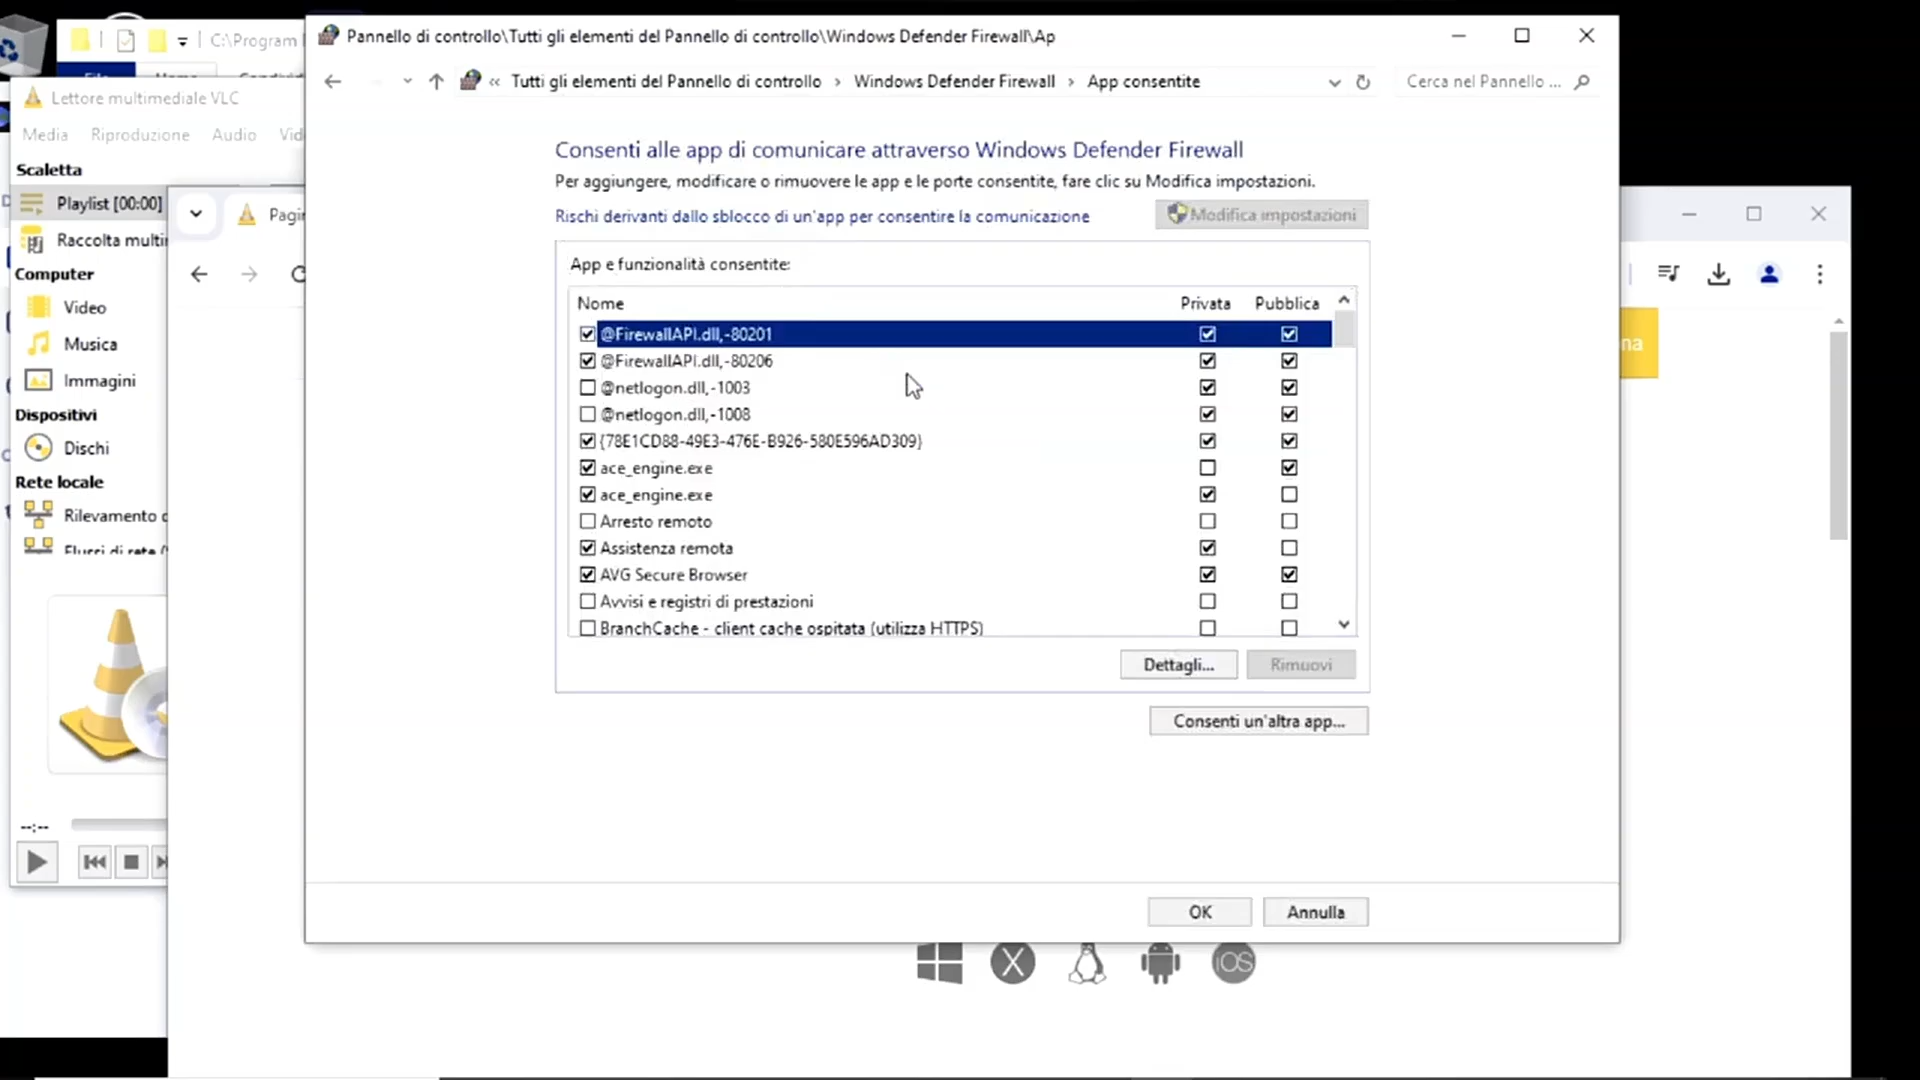 Pannello di controllo\Tutti gli elementi del Pannello di controllo\Windows Defender Firewall\Ap
« Tutti gli elementi del Pannello di controllo › Windows Defender Firewall › App consentite
Cerca nel Pannello ...
Consenti alle app di comunicare attraverso Windows Defender Firewall
Per aggiungere, modificare o rimuovere le app e le porte consentite, fare clic su Modifica impostazioni.
Rischi derivanti dallo sblocco di un'app per consentire la comunicazione
Modifica impostazioni
App e funzionalità consentite:
Nome Privata Pubblica
@FirewallAPI.dll,-80201
@FirewallAPI.dll,-80206
@netlogon.dll,-1003
@netlogon.dll,-1008
{78E1CD88-49E3-476E-B926-580E596AD309}
ace_engine.exe
ace_engine.exe
Arresto remoto
Assistenza remota
AVG Secure Browser
Avvisi e registri di prestazioni
BranchCache - client cache ospitata (utilizza HTTPS)
Dettagli...
Rimuovi
Consenti un'altra app...
OK
Annulla
C:\Program
Lettore multimediale VLC
Media Riproduzione Audio Vid
Scaletta
Playlist [00:00]
Raccolta multi
Computer
Video
Musica
Immagini
Dispositivi
Dischi
Rete locale
Rilevamento
Flussi di rete
--:--
Pagin
na
X
iOS